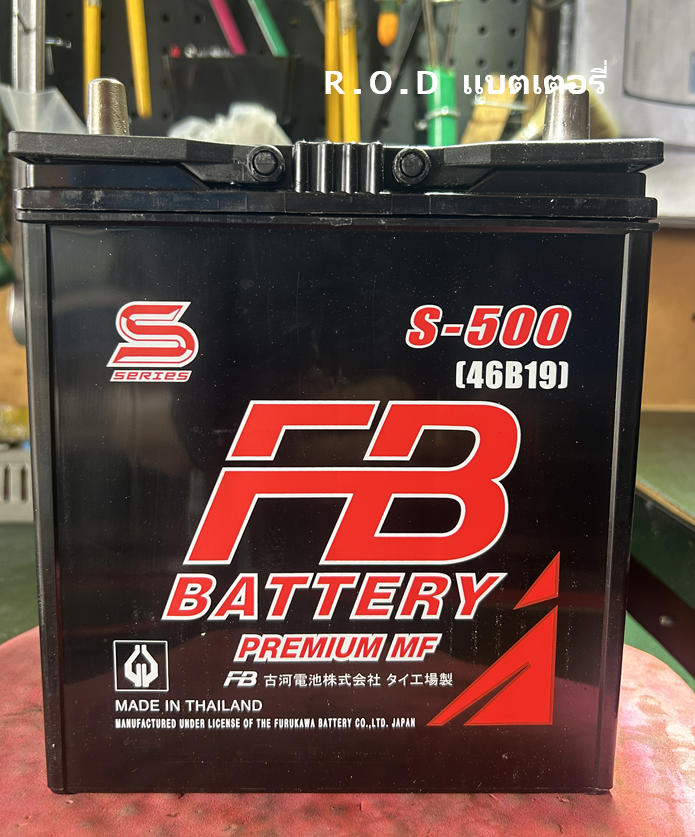 R.O.D แบตเตอรี่
S-500
(46B19)
S
SERIES
FB
BATTERY
PREMIUM MF
FB 古河電池株式会社 タイ工場製
MADE IN THAILAND
MANUFACTURED UNDER LICENSE OF THE FURUKAWA BATTERY CO.,LTD. JAPAN